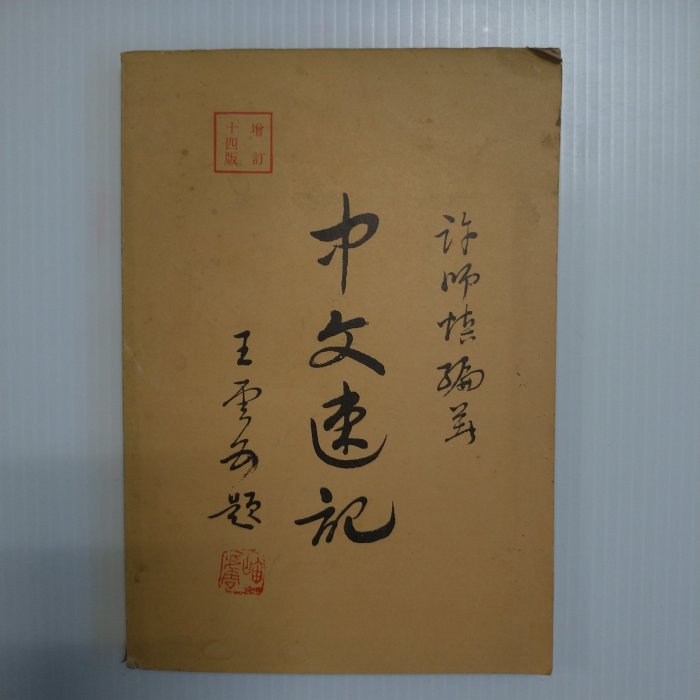 許師慎編著
中文速記
王雲五題
增訂
十四版